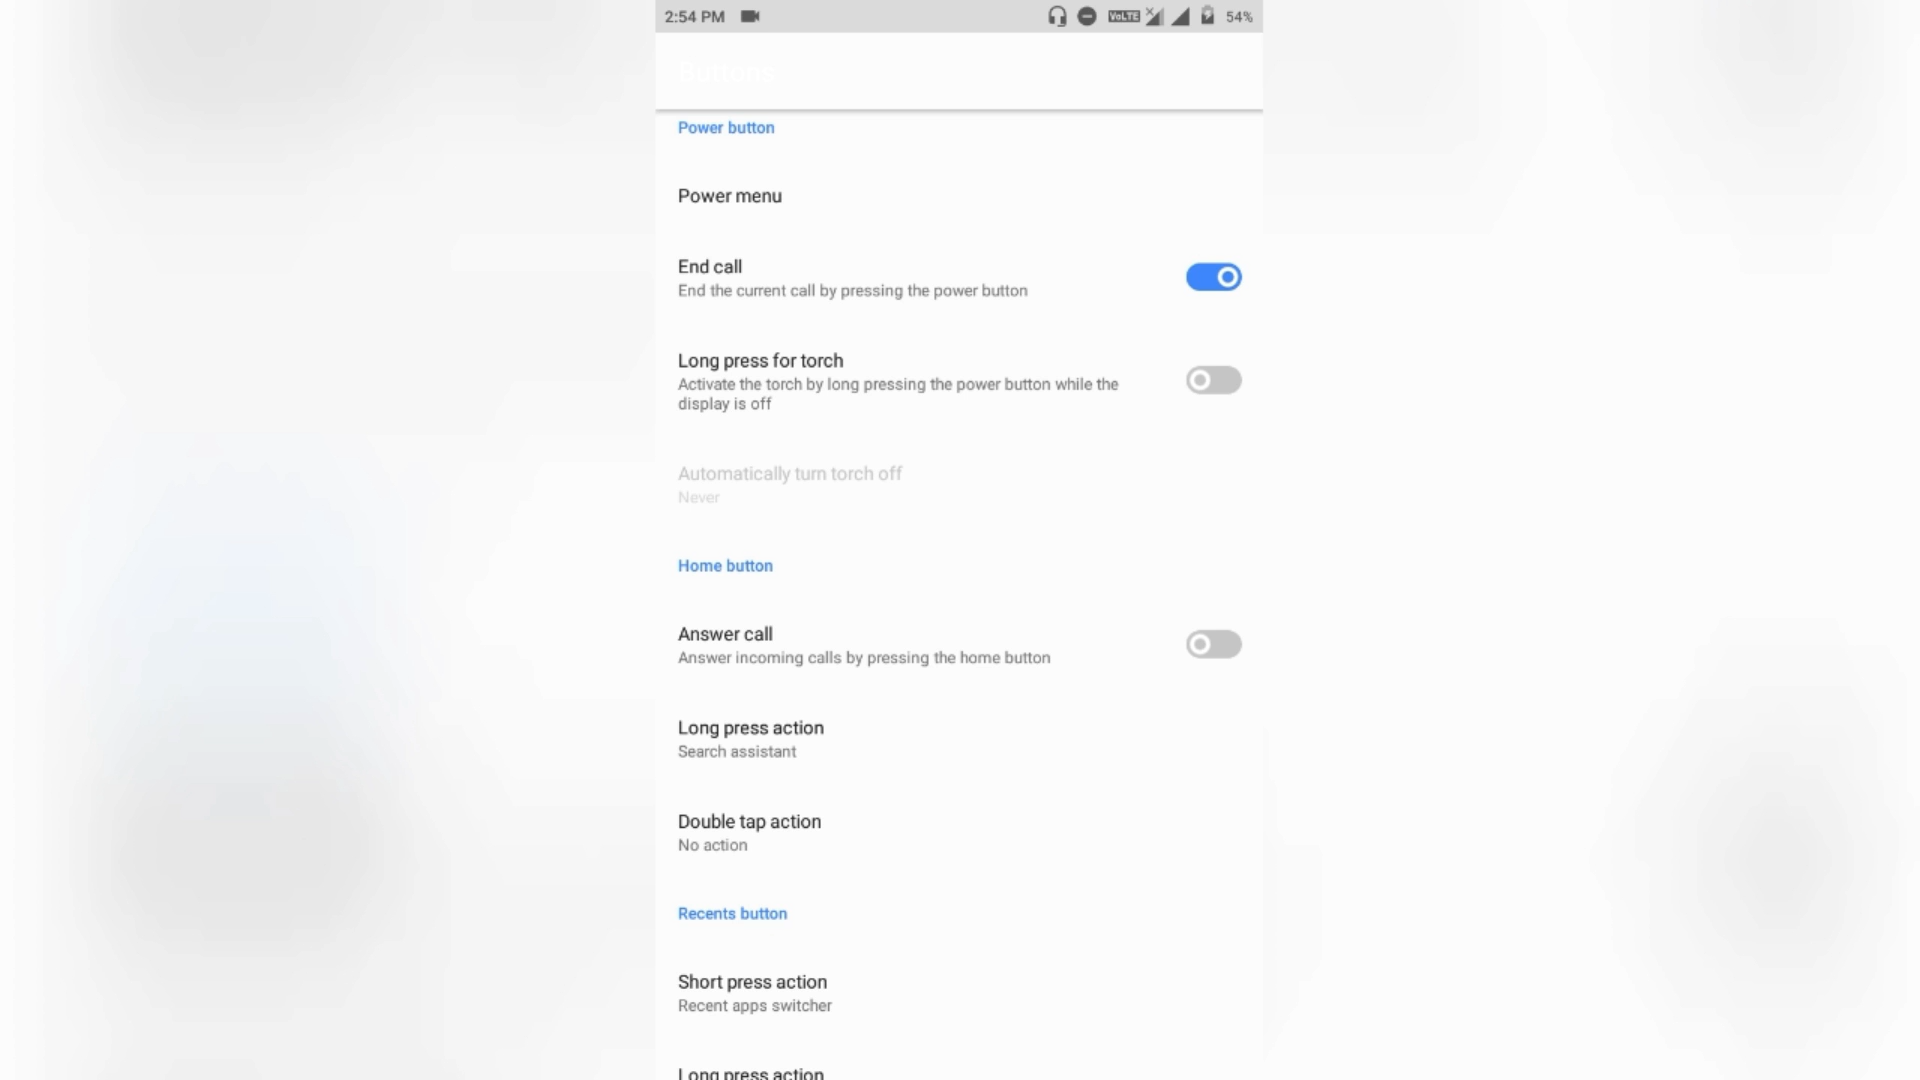 2:54 PM VoLTE 54%
Buttons
Power button
Power menu
End call
End the current call by pressing the power button
Long press for torch
Activate the torch by long pressing the power button while the
display is off
Automatically turn torch off
Never
Home button
Answer call
Answer incoming calls by pressing the home button
Long press action
Search assistant
Double tap action
No action
Recents button
Short press action
Recent apps switcher
Long press action